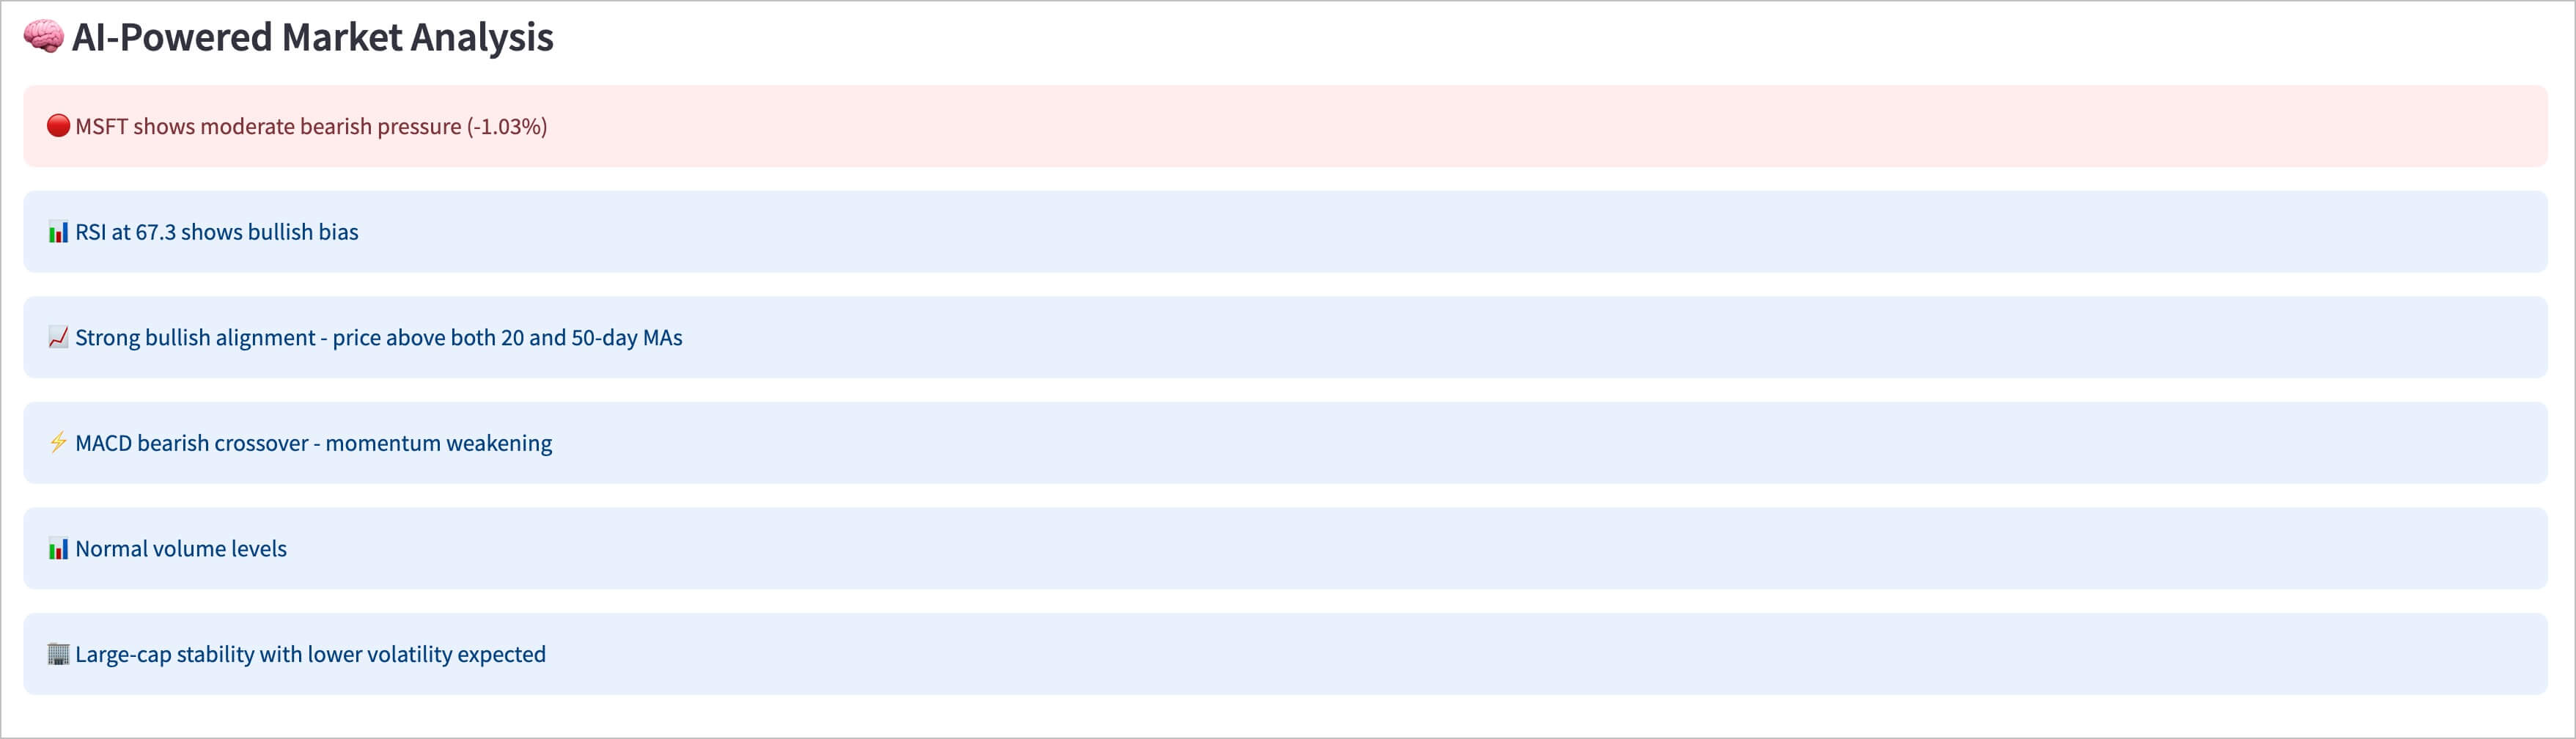 🧠 AI-Powered Market Analysis
🔴 MSFT shows moderate bearish pressure (-1.03%)
📊 RSI at 67.3 shows bullish bias
📈 Strong bullish alignment - price above both 20 and 50-day MAs
⚡ MACD bearish crossover - momentum weakening
📊 Normal volume levels
🏢 Large-cap stability with lower volatility expected